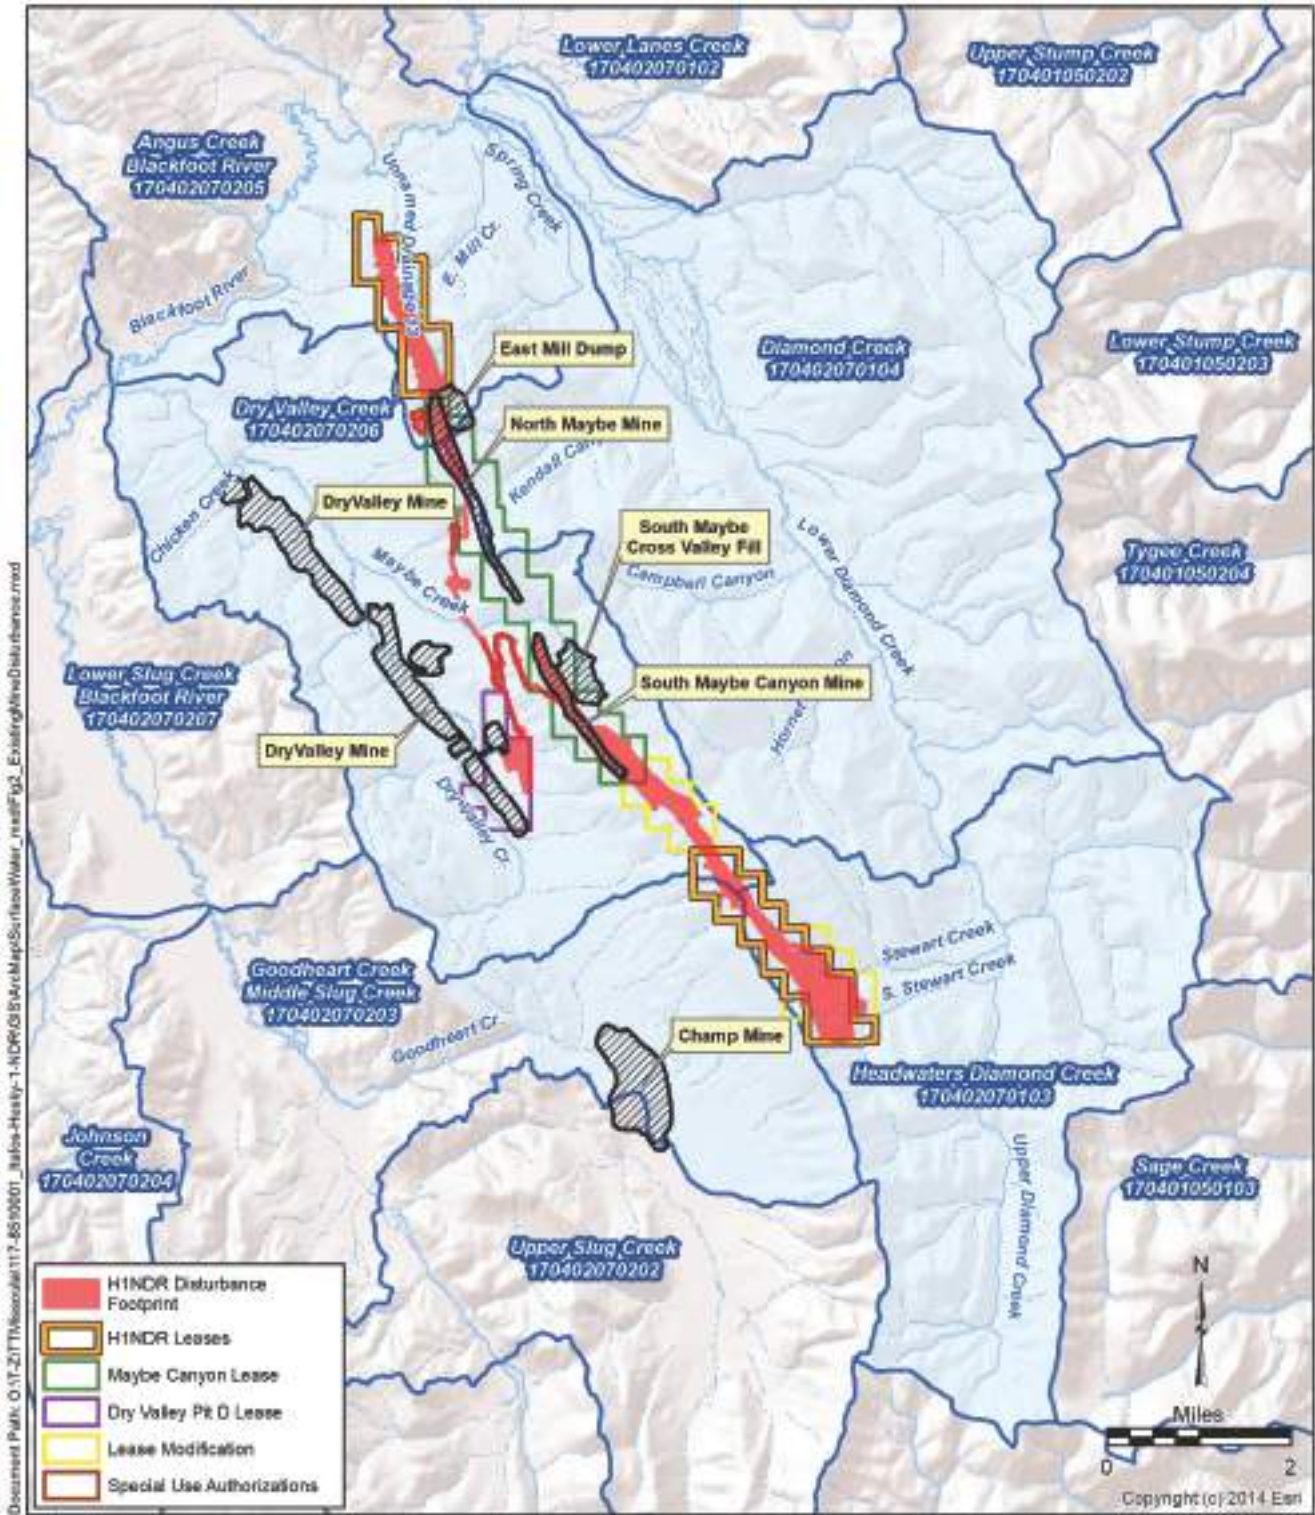 Lower Lanes Creek
170402070102
Upper Stump Creek
170401050202
Angus Creek
Blackfoot River
170402070205
Spring Creek
E. Mill Cr.
Blackfoot River
East Mill Dump
Diamond Creek
170402070104
Lower Stump Creek
170401050203
Dry Valley Creek
170402070206
North Maybe Mine
Kendall
Chicken Creek
DryValley Mine
South Maybe
Cross Valley Fill
Maybe Creek
Campbell Canyon
Lower Diamond Creek
Tygee Creek
170401050204
Lower Slug Creek
Blackfoot River
170402070207
South Maybe Canyon Mine
Hornet
DryValley Mine
Dry Valley Cr.
Stewart Creek
S. Stewart Creek
Goodheart Creek
Middle Slug Creek
170402070203
Goodheart Cr.
Champ Mine
Headwaters Diamond Creek
170402070103
Johnson
Creek
170402070204
Upper Diamond Creek
Sage Creek
170401050103
Upper Slug Creek
170402070202
H1NDR Disturbance
Footprint
H1NDR Leases
Maybe Canyon Lease
Dry Valley Pit D Lease
Lease Modification
Special Use Authorizations
N
Miles
0 2
Copyright:(c) 2014 Esri